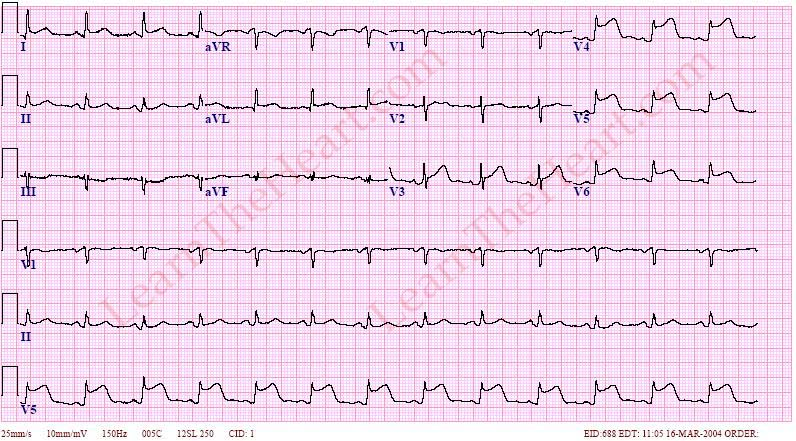 I aVR V1 V4
II aVL V2 V5
III aVF V3 V6
V1
II
V5
25mm/s 10mm/mV 150Hz 005C 12SL 250 CID: 1 EID:688 EDT: 11:05 16-MAR-2004 ORDER:
LearnTheHeart.com
LearnTheHeart.com